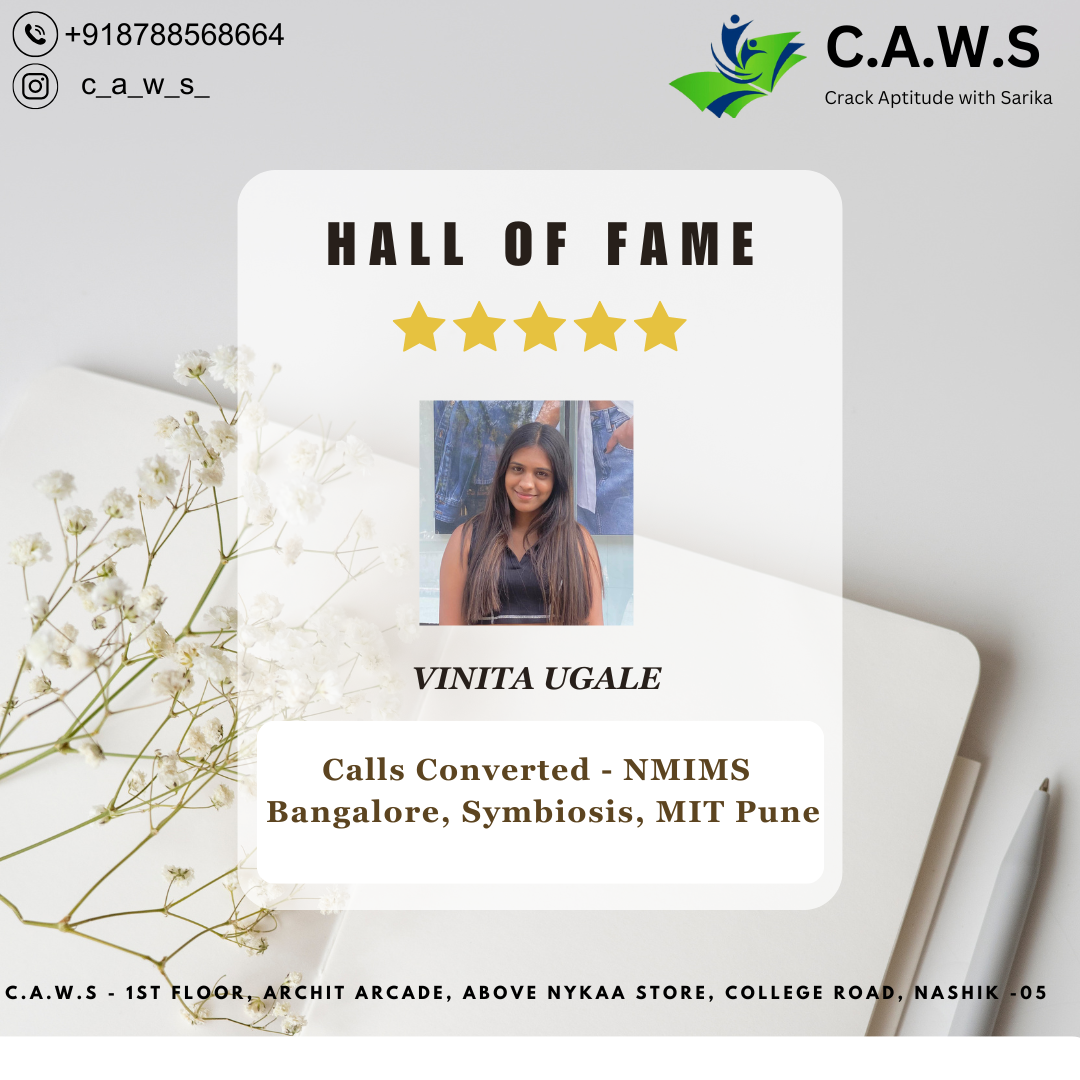 +918788568664
c_a_w_s_
C.A.W.S
Crack Aptitude with Sarika
HALL OF FAME
VINITA UGALE
Calls Converted - NMIMS
Bangalore, Symbiosis, MIT Pune
C.A.W.S - 1ST FLOOR, ARCHIT ARCADE, ABOVE NYKAA STORE, COLLEGE ROAD, NASHIK -05